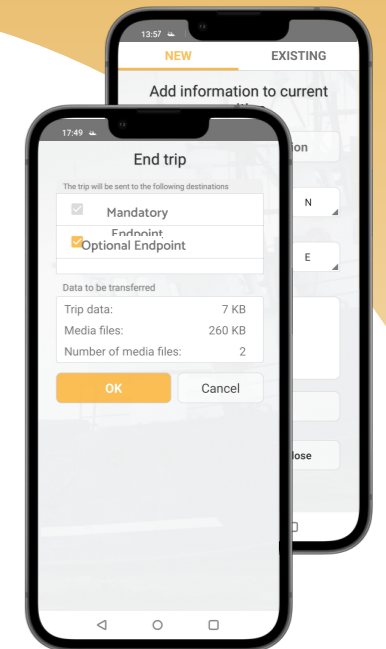 13:57
NEW EXISTING
Add information to current
ion
N
E
lose
17:49
End trip
The trip will be sent to the following destinations
Mandatory
Endpoint
Optional Endpoint
Data to be transferred
Trip data: 7 KB
Media files: 260 KB
Number of media files: 2
OK Cancel